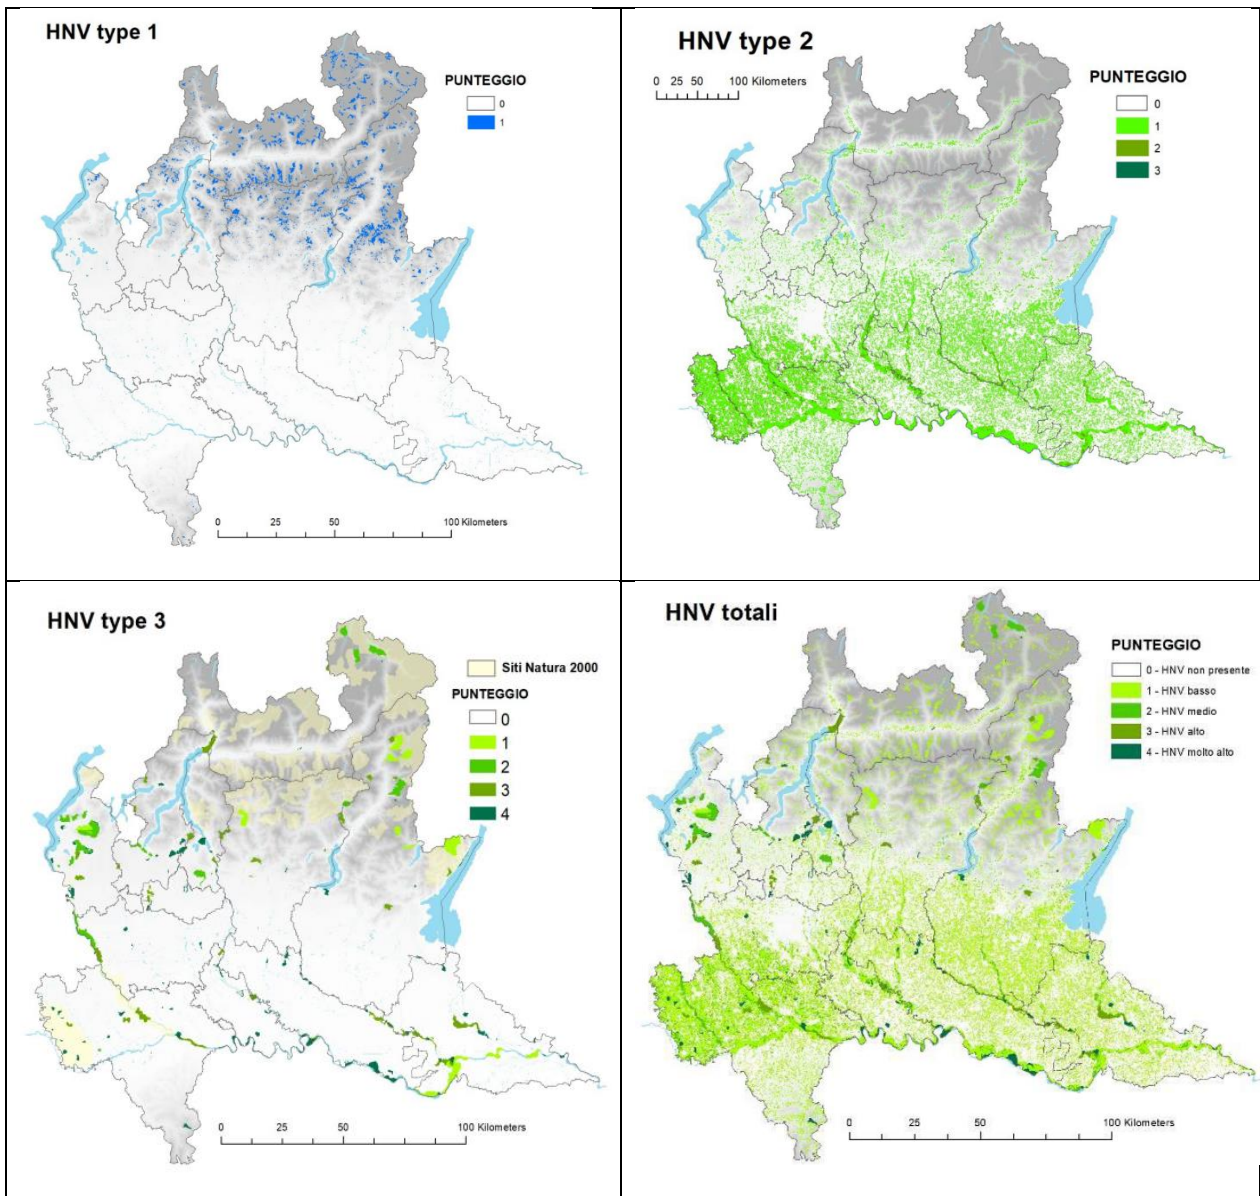 HNV type 1
PUNTEGGIO
0
1
0 25 50 100 Kilometers
HNV type 2
0 25 50 100 Kilometers
PUNTEGGIO
0
1
2
3
HNV type 3
Siti Natura 2000
PUNTEGGIO
0
1
2
3
4
0 25 50 100 Kilometers
HNV totali
PUNTEGGIO
0 - HNV non presente
1 - HNV basso
2 - HNV medio
3 - HNV alto
4 - HNV molto alto
0 25 50 100 Kilometers